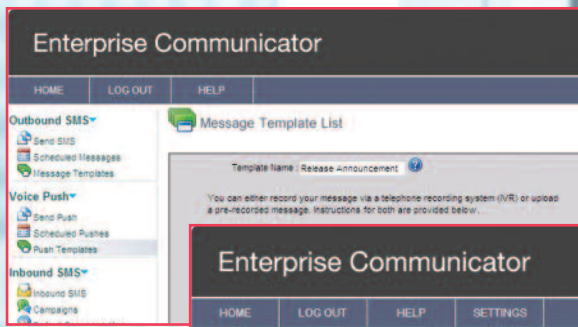 Enterprise Communicator
HOME LOG OUT HELP
Outbound SMS
Send SMS
Scheduled Messages
Message Templates
Voice Push
Send Push
Scheduled Pushes
Push Templates
Inbound SMS
Inbound SMS
Campaigns
Message Template List
Template Name: Release Announcement
You can either record your message via a telephone recording system (IVR) or upload
a pre-recorded message. Instructions for both are provided below.
Enterprise Communicator
HOME LOG OUT HELP SETTINGS